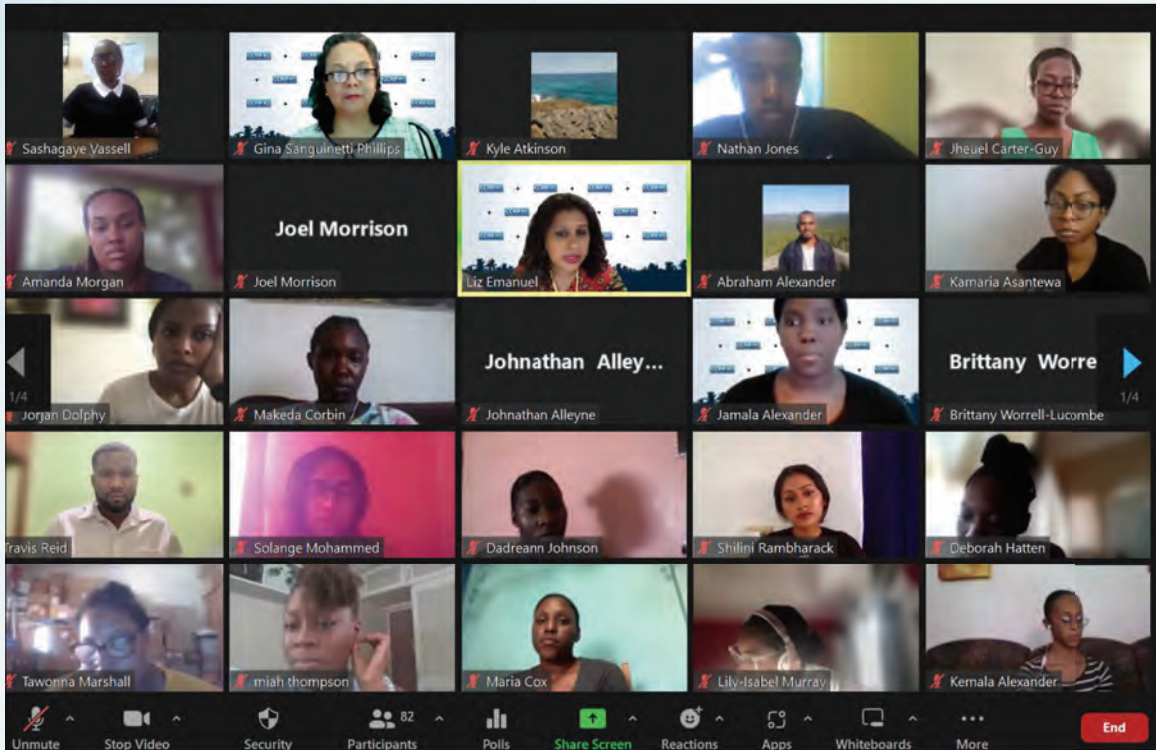 Sashagaye Vassell
Gina Sanguinetti Phillips
Kyle Atkinson
Nathan Jones
Jheuel Carter-Guy
Amanda Morgan
Joel Morrison
Joel Morrison
Liz Emanuel
Abraham Alexander
Kamaria Asantewa
1/4
Jorjan Dolphy
Makeda Corbin
Johnathan Alley...
Johnathan Alleyne
Jamala Alexander
Brittany Worre
Brittany Worrell-Lucombe
1/4
Travis Reid
Solange Mohammed
Dadreann Johnson
Shilini Rambharack
Deborah Hatten
Tawonna Marshall
miah thompson
Maria Cox
Lily-Isabel Murray
Kemala Alexander
Unmute
Stop Video
Security
82
Participants
Polls
Share Screen
Reactions
Apps
Whiteboards
More
End